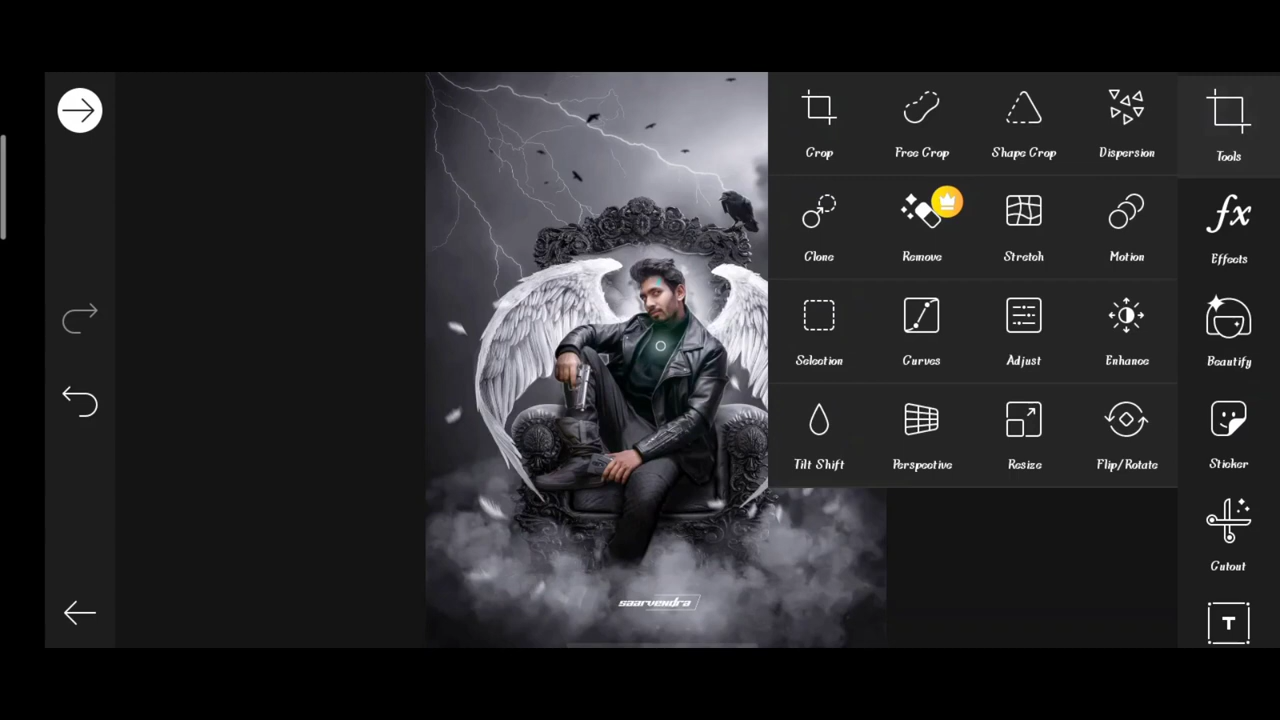 Crop Free Crop Shape Crop Dispersion
Tools
Clone Remove Stretch Motion
Effects
Selection Curves Adjust Enhance
Beautify
Tilt Shift Perspective Resize Flip/Rotate
Sticker
Cutout
T
saarvendra